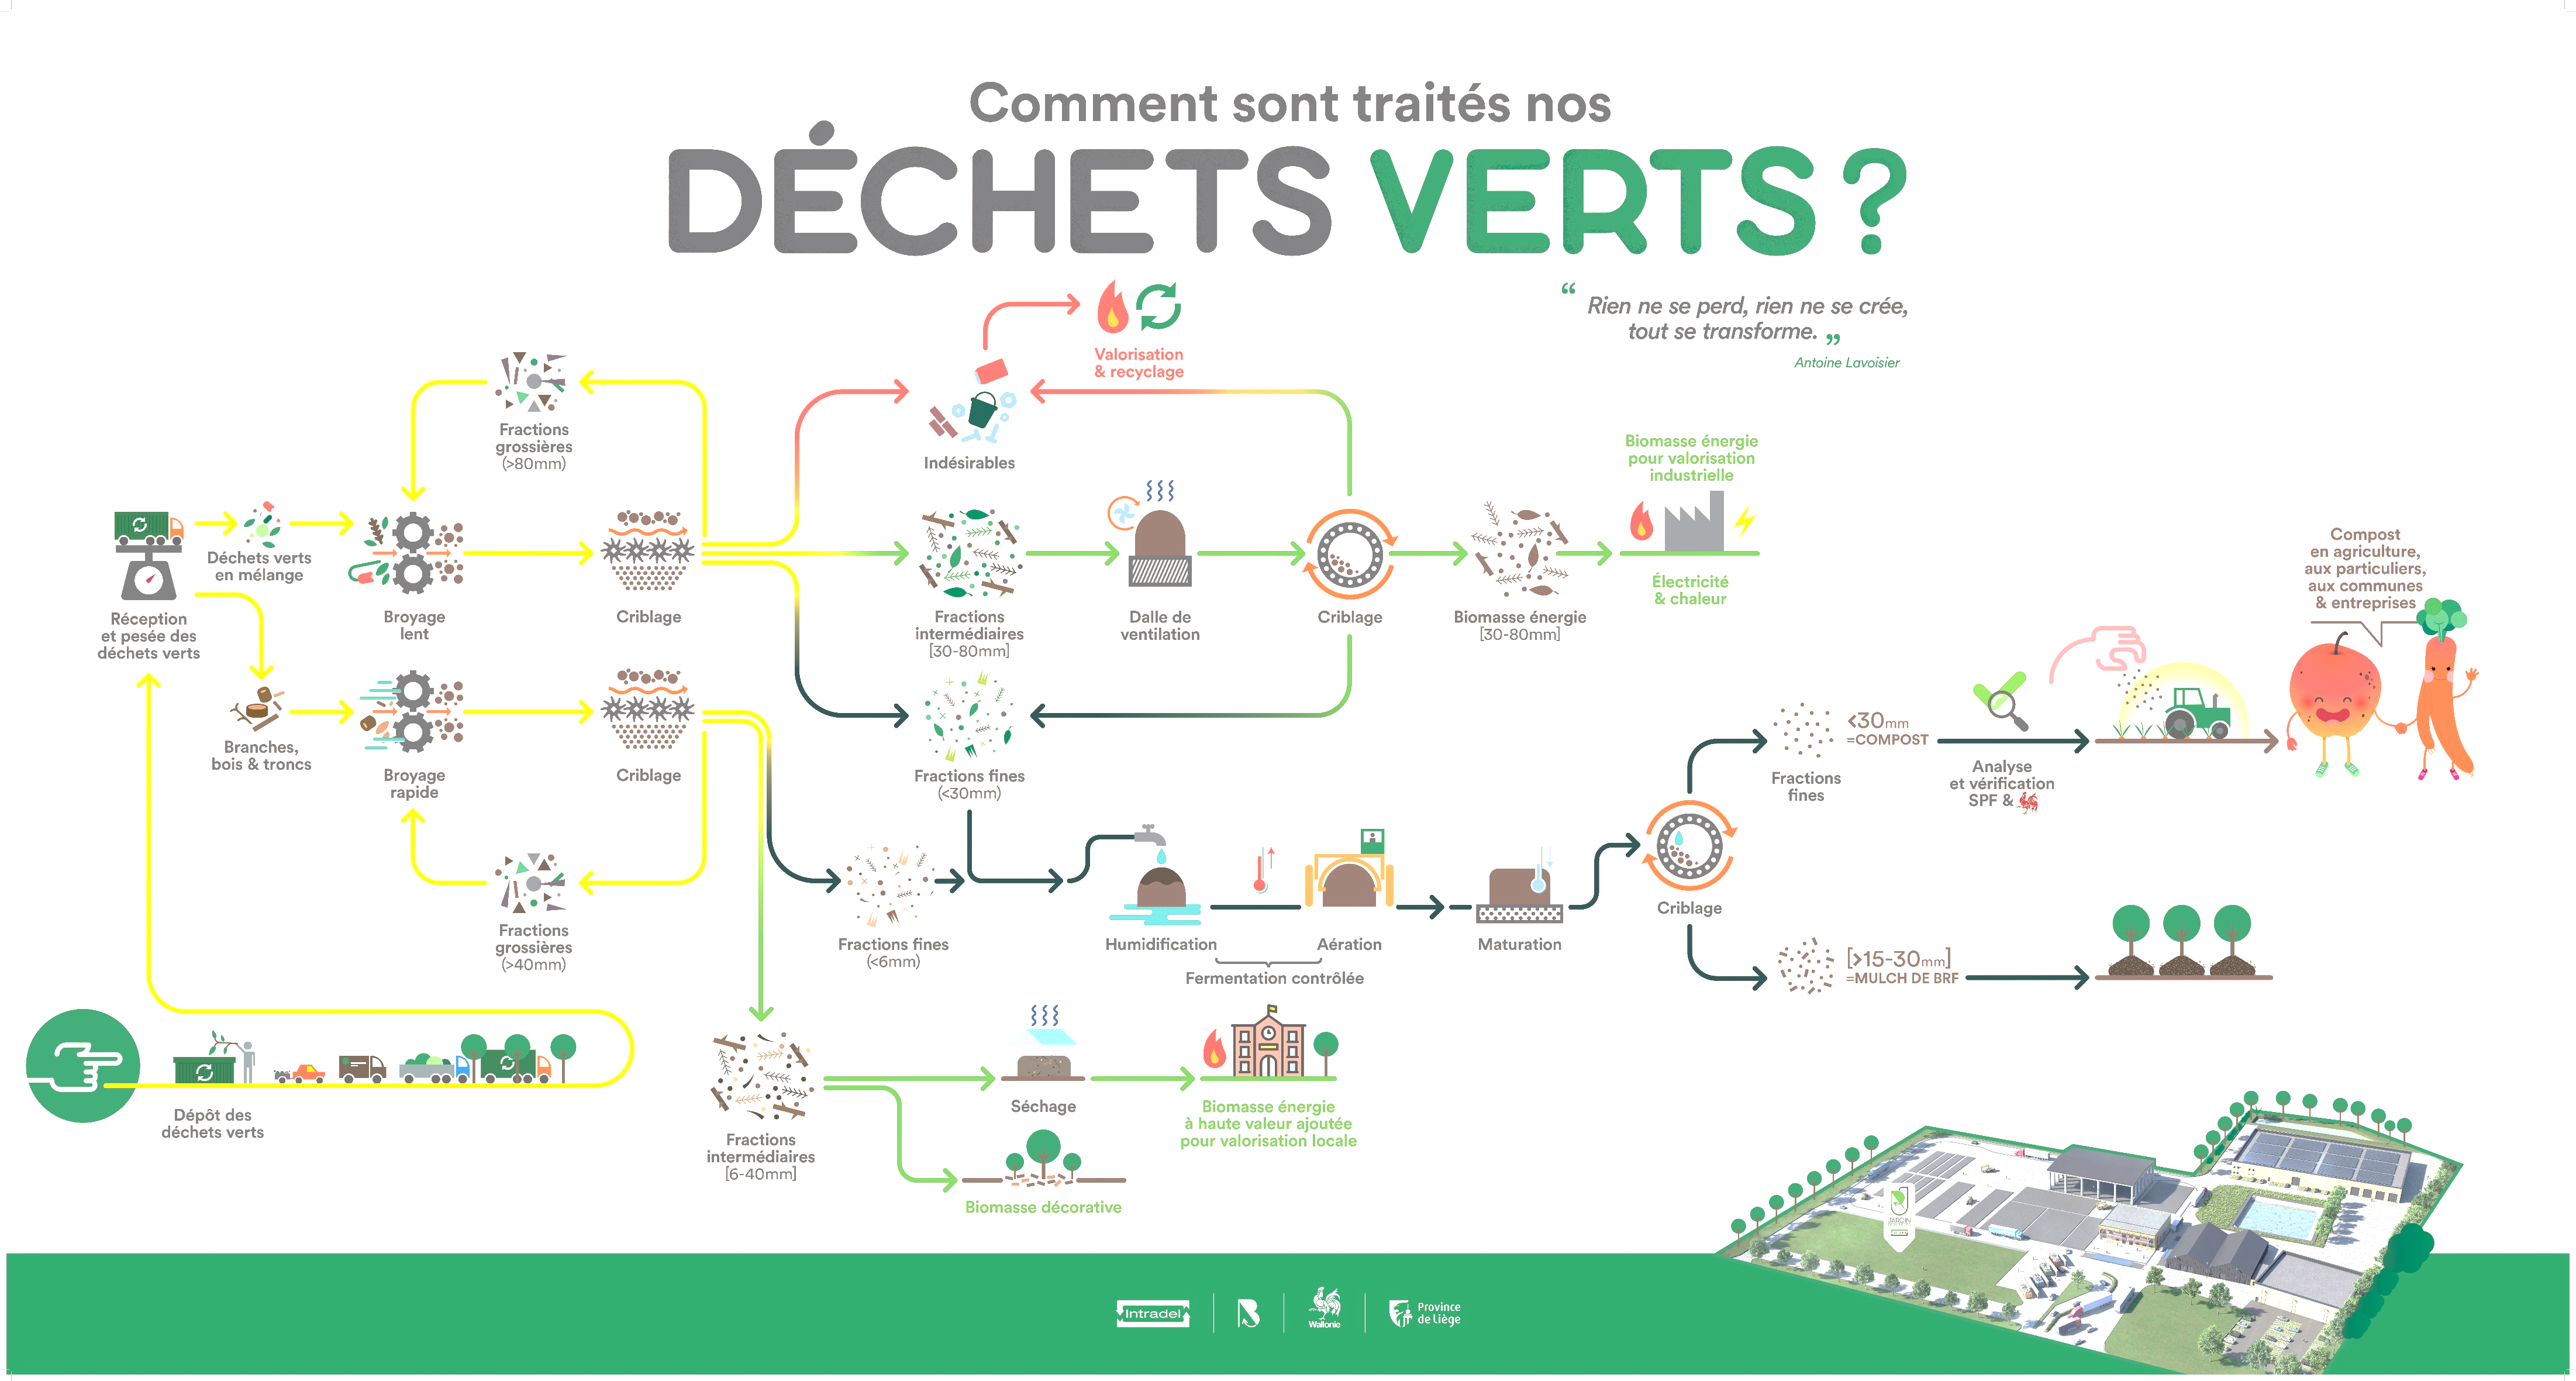 Comment sont traités nos
DÉCHETS VERTS ?
“ Rien ne se perd, rien ne se crée,
tout se transforme. ”
Antoine Lavoisier
Valorisation
& recyclage
Fractions
grossières
(>80mm)
Indésirables
Biomasse énergie
pour valorisation
industrielle
Électricité
& chaleur
Déchets verts
en mélange
Réception
et pesée des
déchets verts
Broyage
lent
Criblage
Fractions
intermédiaires
[30-80mm]
Dalle de
ventilation
Criblage
Biomasse énergie
[30-80mm]
Compost
en agriculture,
aux particuliers,
aux communes
& entreprises
Branches,
bois & troncs
Broyage
rapide
Criblage
Fractions fines
(<30mm)
<30mm
=COMPOST
Fractions
fines
Analyse
et vérification
SPF &
Fractions
grossières
(>40mm)
Fractions fines
(<6mm)
Humidification
Aération
Fermentation contrôlée
Maturation
Criblage
[>15-30mm]
=MULCH DE BRF
Dépôt des
déchets verts
Fractions
intermédiaires
[6-40mm]
Séchage
Biomasse énergie
à haute valeur ajoutée
pour valorisation locale
Biomasse décorative
JARDIN
Intradel
Wallonie
Province
de Liège